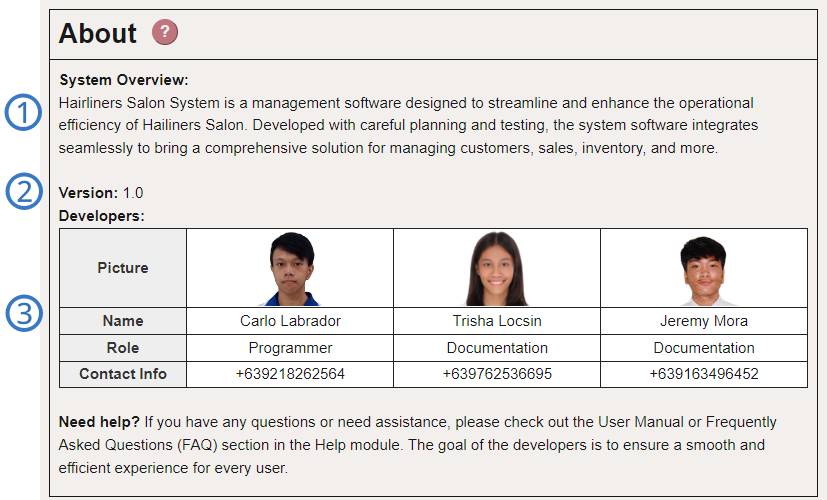 About ?
System Overview:
1
Hairliners Salon System is a management software designed to streamline and enhance the operational
efficiency of Hailiners Salon. Developed with careful planning and testing, the system software integrates
seamlessly to bring a comprehensive solution for managing customers, sales, inventory, and more.
2
Version: 1.0
Developers:
Picture
3
Name Carlo Labrador Trisha Locsin Jeremy Mora
Role Programmer Documentation Documentation
Contact Info +639218262564 +639762536695 +639163496452
Need help? If you have any questions or need assistance, please check out the User Manual or Frequently
Asked Questions (FAQ) section in the Help module. The goal of the developers is to ensure a smooth and
efficient experience for every user.